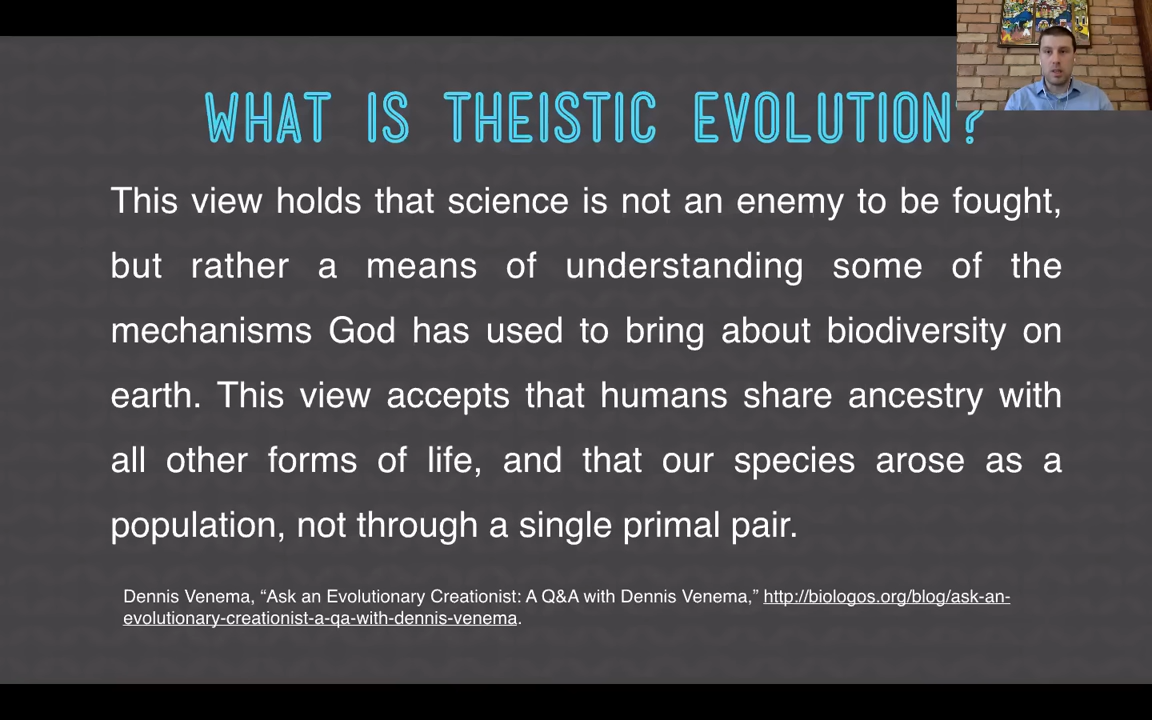 WHAT IS THEISTIC EVOLUTION?
This view holds that science is not an enemy to be fought,
but rather a means of understanding some of the
mechanisms God has used to bring about biodiversity on
earth. This view accepts that humans share ancestry with
all other forms of life, and that our species arose as a
population, not through a single primal pair.
Dennis Venema, “Ask an Evolutionary Creationist: A Q&A with Dennis Venema,” http://biologos.org/blog/ask-an-
evolutionary-creationist-a-qa-with-dennis-venema.